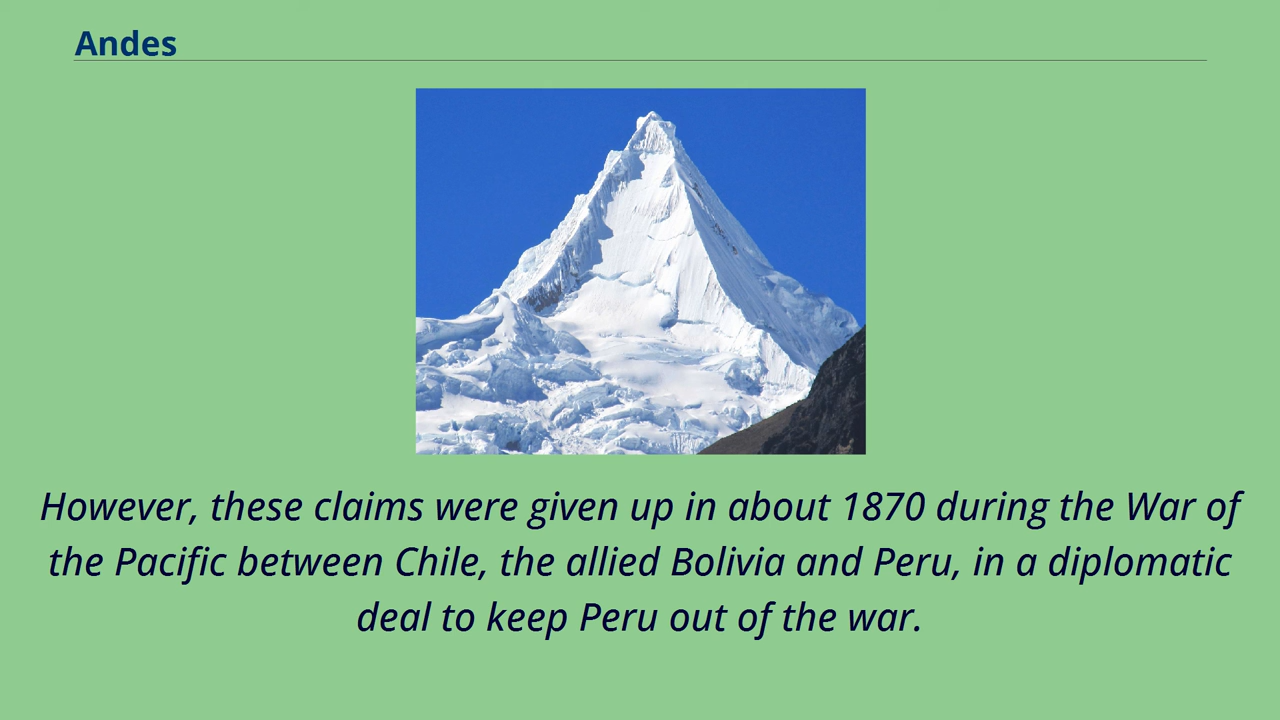 Andes
However, these claims were given up in about 1870 during the War of
the Pacific between Chile, the allied Bolivia and Peru, in a diplomatic
deal to keep Peru out of the war.